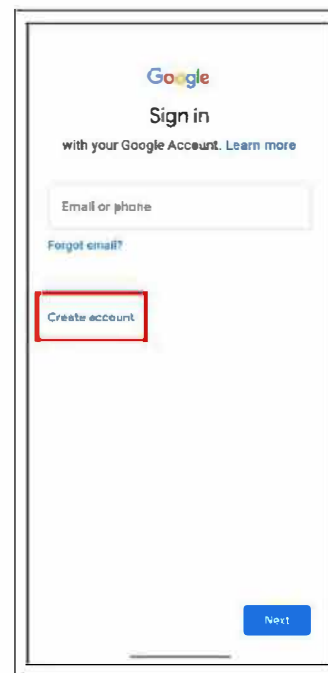 Google
Sign in
with your Google Account. Learn more
Email or phone
Forgot email?
Create account
Next